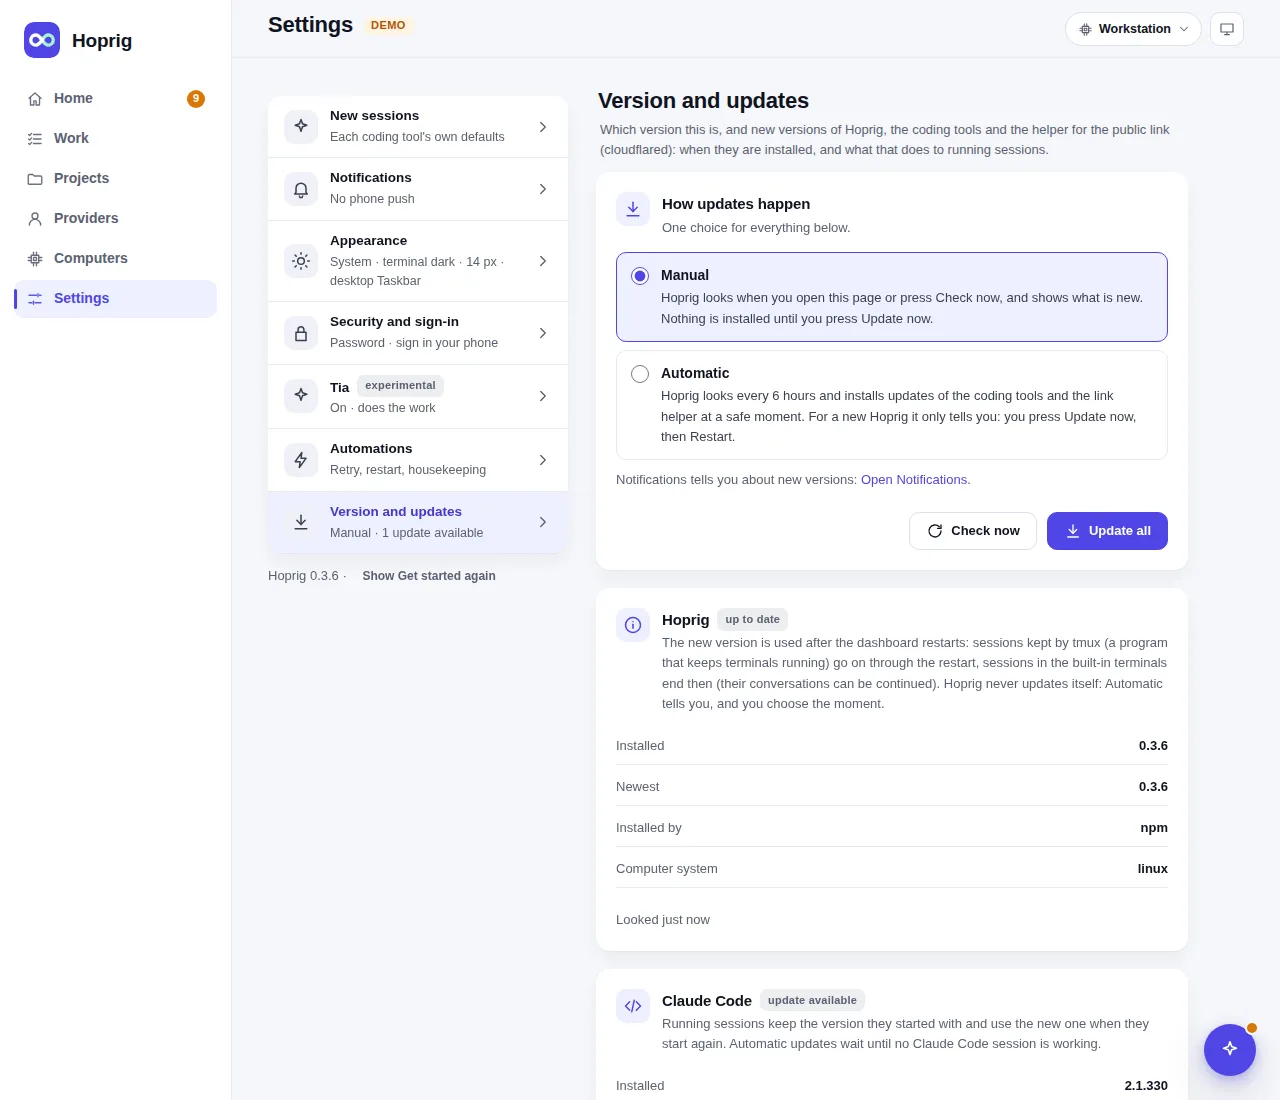 Hoprig
Home
9
Work
Projects
Providers
Computers
Settings
Settings
DEMO
Workstation
New sessions
Each coding tool's own defaults
Notifications
No phone push
Appearance
System · terminal dark · 14 px ·
desktop Taskbar
Security and sign-in
Password · sign in your phone
Tia
experimental
On · does the work
Automations
Retry, restart, housekeeping
Version and updates
Manual · 1 update available
Hoprig 0.3.6 ·
Show Get started again
Version and updates
Which version this is, and new versions of Hoprig, the coding tools and the helper for the public link
(cloudflared): when they are installed, and what that does to running sessions.
How updates happen
One choice for everything below.
Manual
Hoprig looks when you open this page or press Check now, and shows what is new.
Nothing is installed until you press Update now.
Automatic
Hoprig looks every 6 hours and installs updates of the coding tools and the link
helper at a safe moment. For a new Hoprig it only tells you: you press Update now,
then Restart.
Notifications tells you about new versions: Open Notifications.
Check now
Update all
Hoprig
up to date
The new version is used after the dashboard restarts: sessions kept by tmux (a program
that keeps terminals running) go on through the restart, sessions in the built-in terminals
end then (their conversations can be continued). Hoprig never updates itself: Automatic
tells you, and you choose the moment.
Installed
0.3.6
Newest
0.3.6
Installed by
npm
Computer system
linux
Looked just now
Claude Code
update available
Running sessions keep the version they started with and use the new one when they
start again. Automatic updates wait until no Claude Code session is working.
Installed
2.1.330